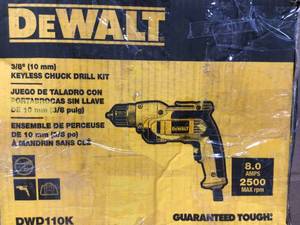 DEWALT
3/8" (10 mm)
KEYLESS CHUCK DRILL KIT
JUEGO DE TALADRO CON
PORTABROCAS SIN LLAVE
DE 10 mm (3/8 pulg)
ENSEMBLE DE PERCEUSE
DE 10 mm (3/8 po)
À MANDRIN SANS CLÉ
DEWALT
8.0
AMPS
2500
MAX rpm
DWD110K
GUARANTEED TOUGH.